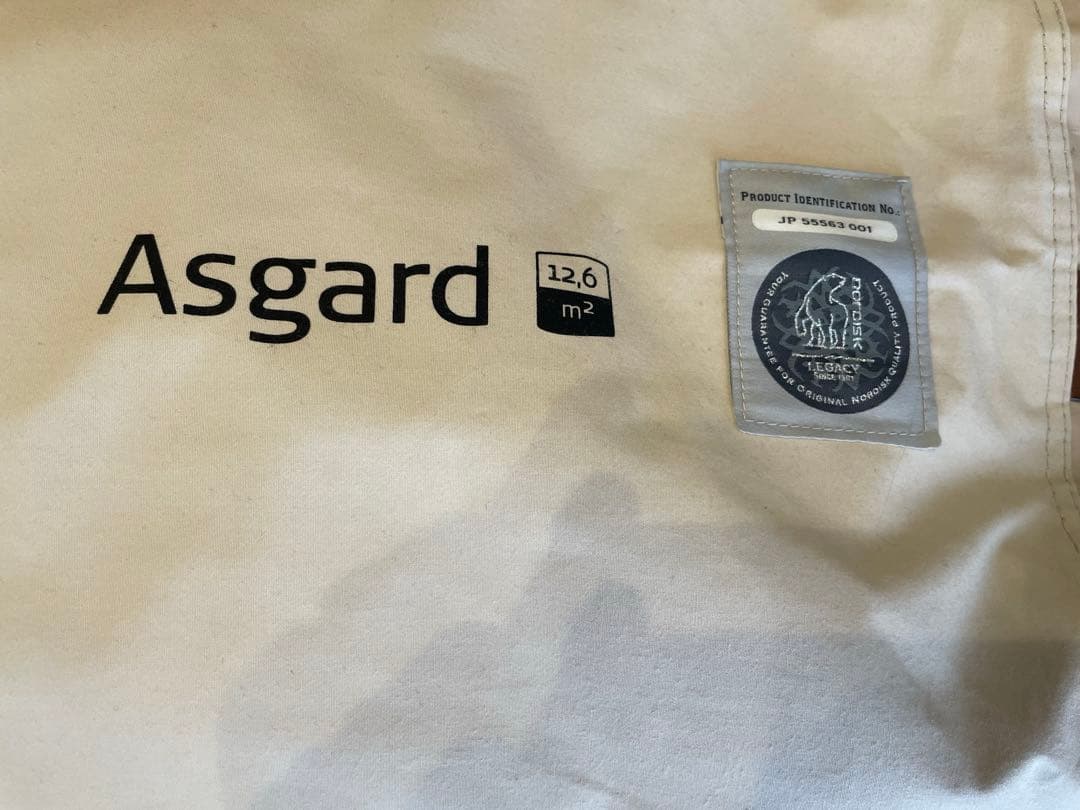 Asgard
12,6
m²
PRODUCT IDENTIFICATION NO.:
JP 55563 001
NORDISK
LEGACY
SINCE 1901
YOUR GUARANTEE FOR ORIGINAL NORDISK QUALITY PRODUCT